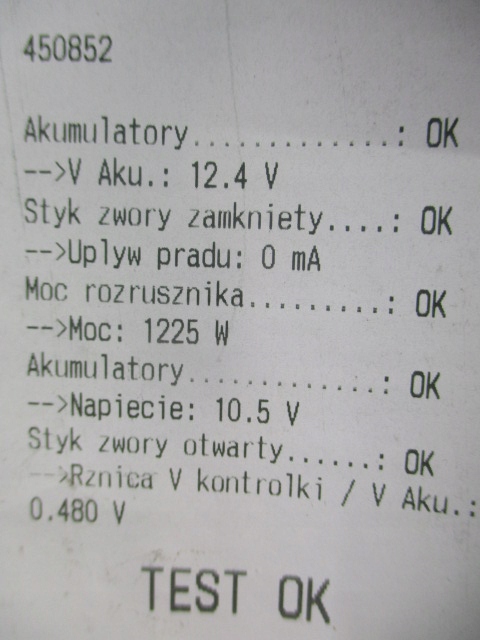 450852
Akumulatory.............: OK
-->V Aku.: 12.4 V
Styk zwory zamkniety....: OK
-->Uplyw pradu: 0 mA
Moc rozrusznika.........: OK
-->Moc: 1225 W
Akumulatory.............: OK
-->Napiecie: 10.5 V
Styk zwory otwarty......: OK
-->Rznica V kontrolki / V Aku.:
0.480 V
TEST OK